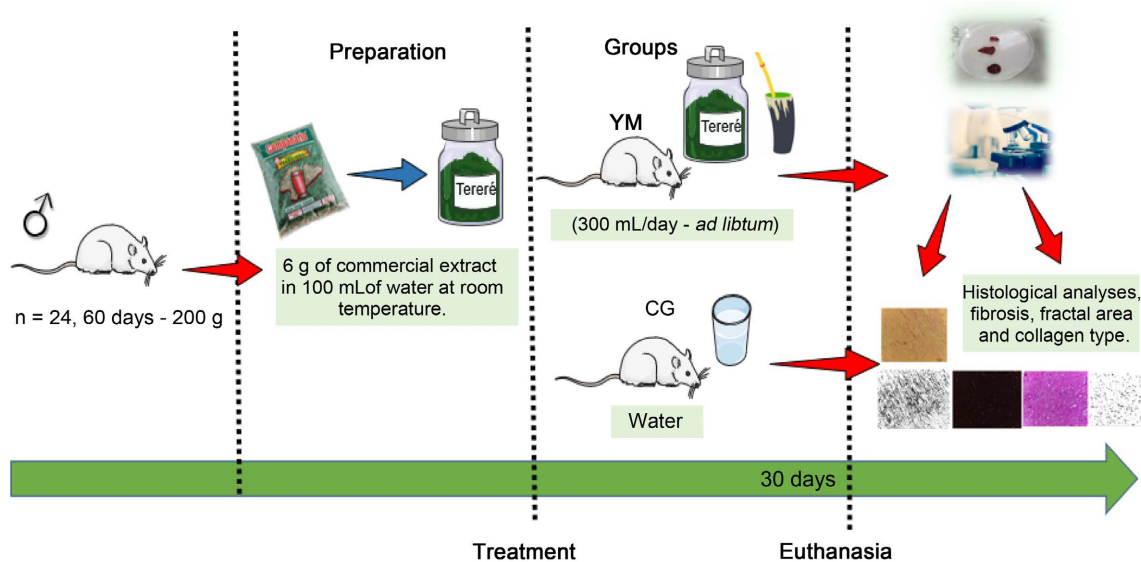 Preparation
Groups
Campanário
Tereré
YM
Tereré
(300 mL/day - ad libtum)
6 g of commercial extract
in 100 mLof water at room
temperature.
n = 24, 60 days - 200 g
CG
Water
Histological analyses,
fibrosis, fractal area
and collagen type.
30 days
Treatment
Euthanasia